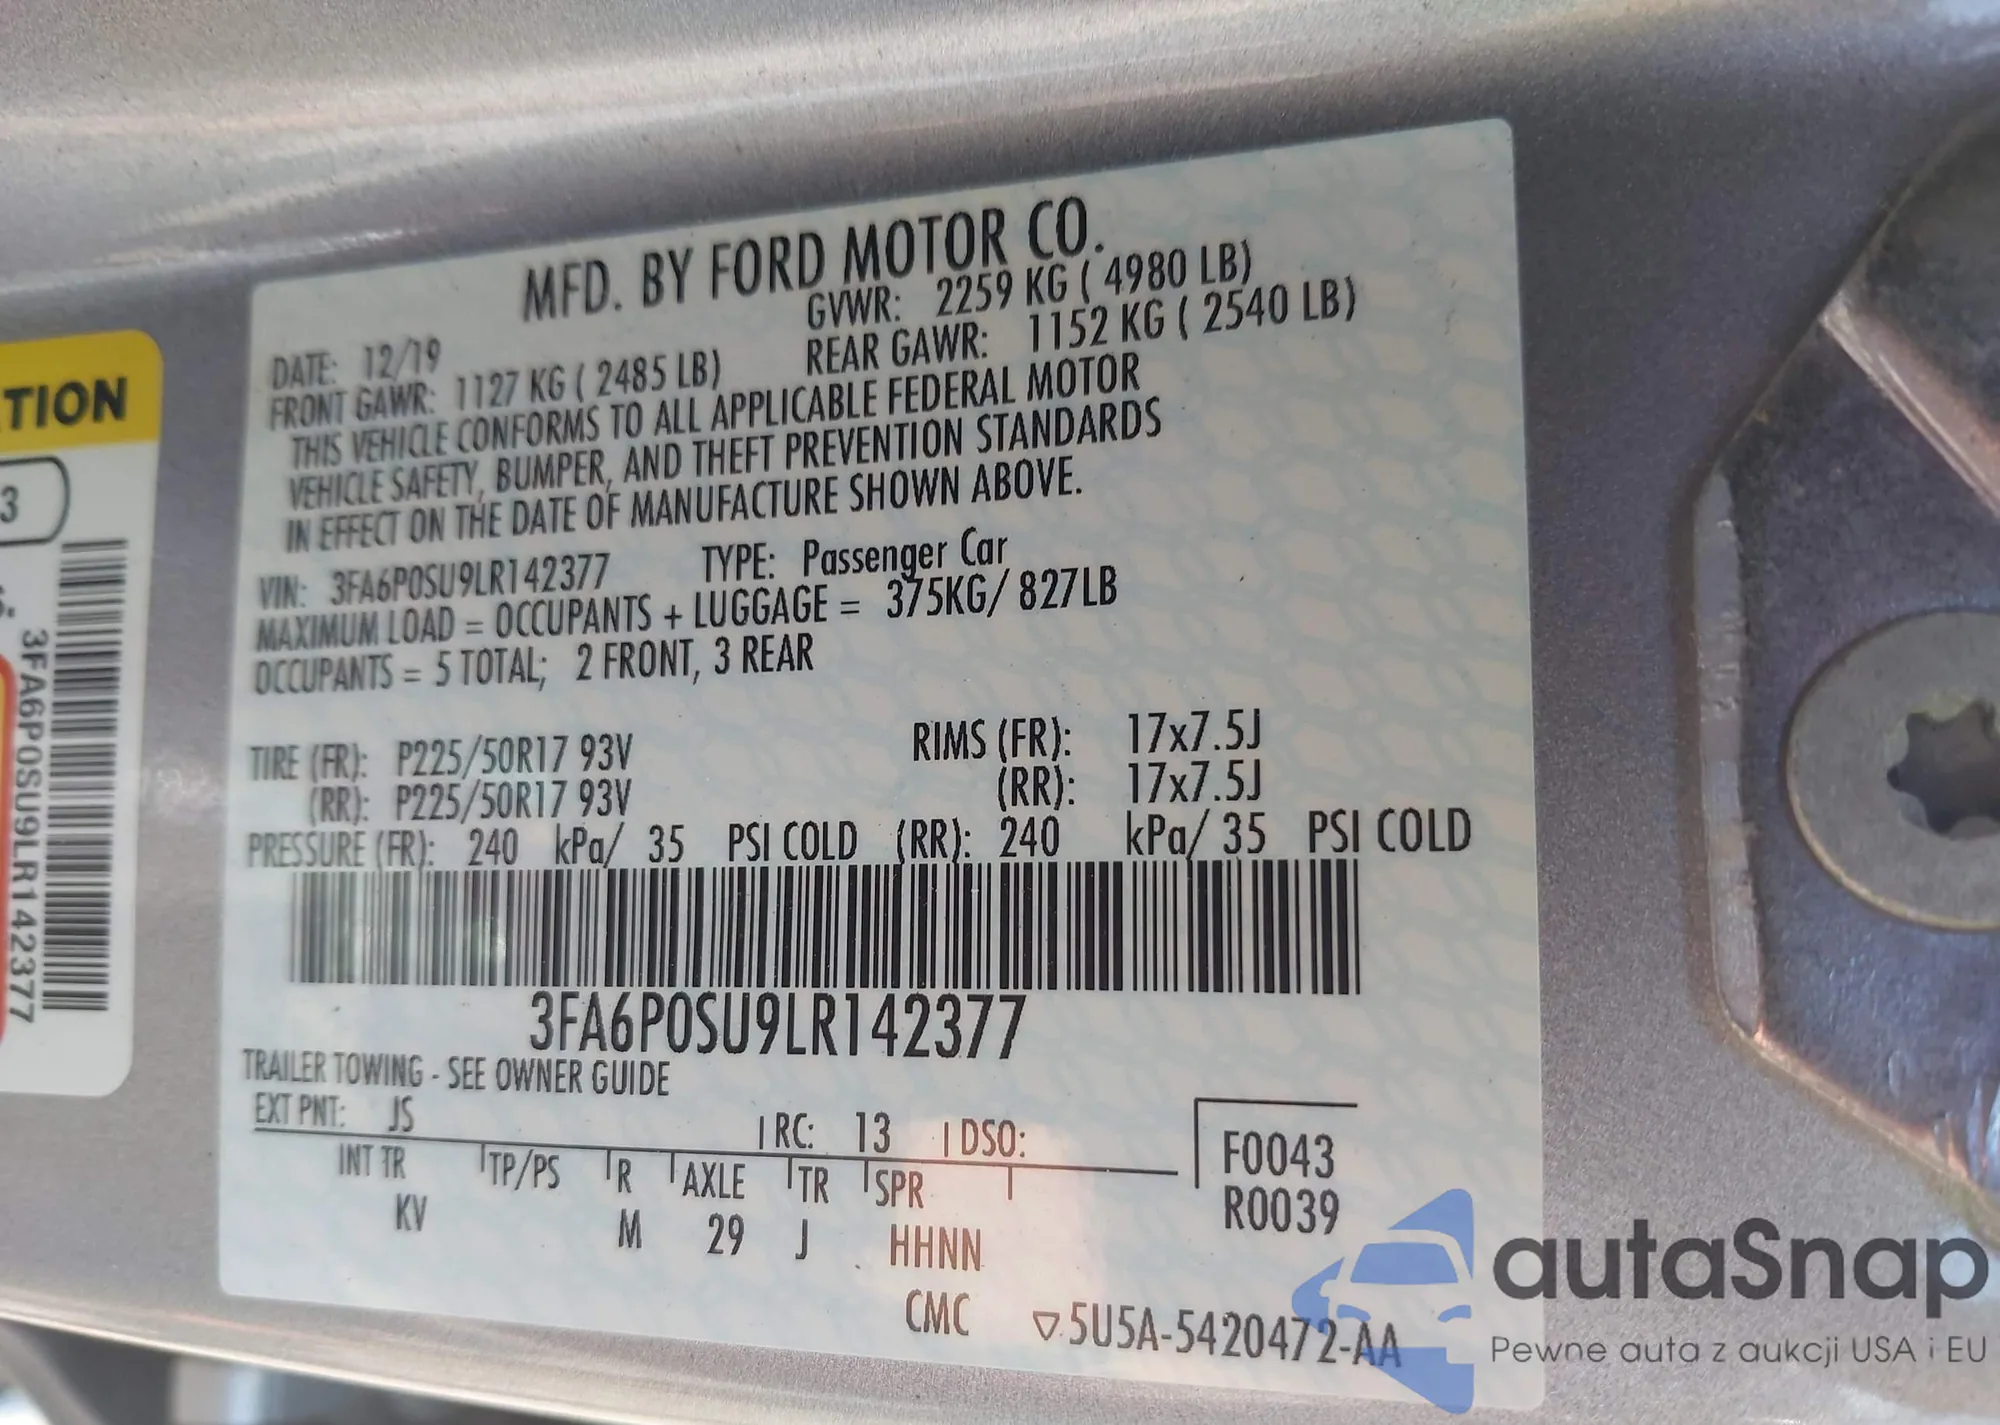 TION
3
3FA6P0SU9LR142377
MFD. BY FORD MOTOR CO.
DATE: 12/19 GVWR: 2259 KG ( 4980 LB)
FRONT GAWR: 1127 KG ( 2485 LB) REAR GAWR: 1152 KG ( 2540 LB)
THIS VEHICLE CONFORMS TO ALL APPLICABLE FEDERAL MOTOR
VEHICLE SAFETY, BUMPER, AND THEFT PREVENTION STANDARDS
IN EFFECT ON THE DATE OF MANUFACTURE SHOWN ABOVE.
VIN: 3FA6P0SU9LR142377 TYPE: Passenger Car
MAXIMUM LOAD = OCCUPANTS + LUGGAGE = 375KG/ 827LB
OCCUPANTS = 5 TOTAL; 2 FRONT, 3 REAR
TIRE (FR): P225/50R17 93V RIMS (FR): 17x7.5J
(RR): P225/50R17 93V (RR): 17x7.5J
PRESSURE (FR): 240 kPa/ 35 PSI COLD (RR): 240 kPa/ 35 PSI COLD
3FA6P0SU9LR142377
TRAILER TOWING - SEE OWNER GUIDE
EXT PNT: JS RC: 13 DSO: F0043
INT TR TP/PS R AXLE TR SPR R0039
KV M 29 J HHNN
CMC ▽5U5A-5420472-AA
autaSnap
Pewne auta z aukcji USA i EU